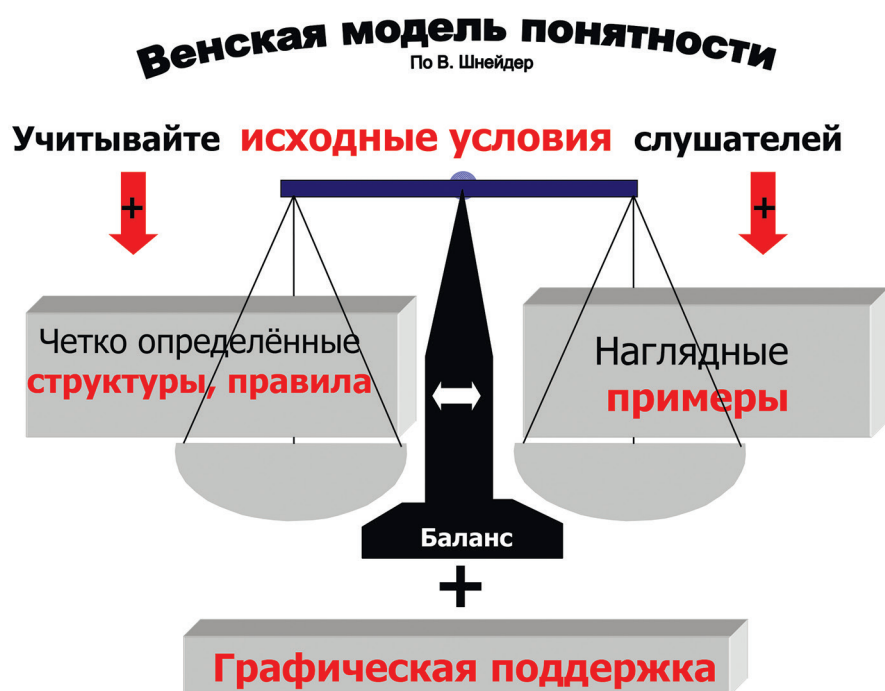 Венская модель понятности
По В. Шнейдер
Учитывайте исходные условия слушателей
+ +
Четко определённые
структуры, правила
Наглядные
примеры
Баланс
+
Графическая поддержка